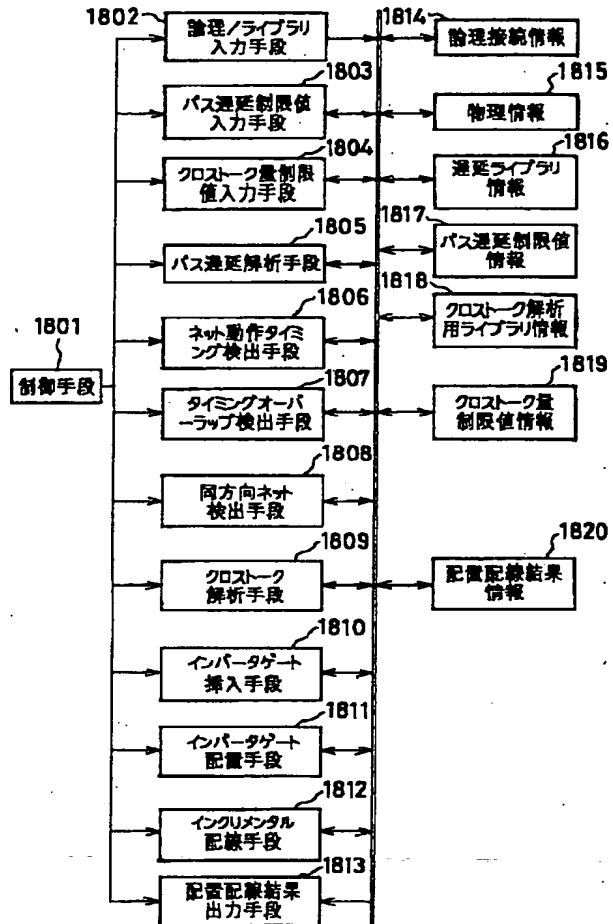 1802
論理/ライブラリ
入力手段
1803
パス遅延制限値
入力手段
1804
クロストーク量制限
値入力手段
1805
パス遅延解析手段
1806
ネット動作タイミ
ング検出手段
1807
タイミングオーバ
ーラップ検出手段
1808
同方向ネット
検出手段
1809
クロストーク
解析手段
1810
インバータゲート
挿入手段
1811
インバータゲート
配置手段
1812
インクリメンタル
配線手段
1813
配置配線結果
出力手段
1801
制御手段
1814
論理接続情報
1815
物理情報
1816
遅延ライブラリ
情報
1817
パス遅延制限値
情報
1818
クロストーク解析
用ライブラリ情報
1819
クロストーク量
制限値情報
1820
配置配線結果
情報